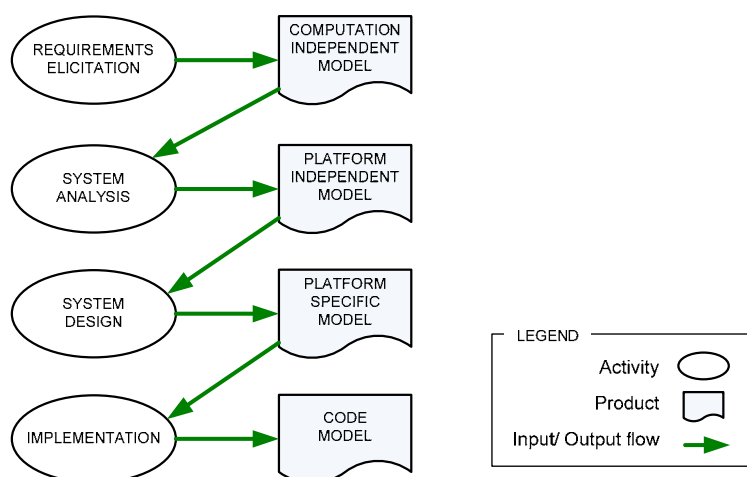 REQUIREMENTS
ELICITATION
COMPUTATION
INDEPENDENT
MODEL
SYSTEM
ANALYSIS
PLATFORM
INDEPENDENT
MODEL
SYSTEM
DESIGN
PLATFORM
SPECIFIC
MODEL
IMPLEMENTATION
CODE
MODEL
LEGEND
Activity
Product
Input/ Output flow